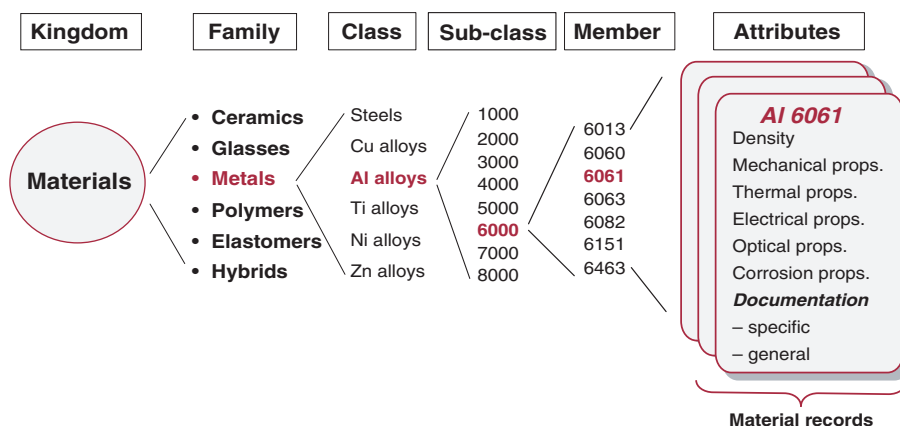 Kingdom
Family
Class
Sub-class
Member
Attributes
Materials
• Ceramics
• Glasses
• Metals
• Polymers
• Elastomers
• Hybrids
Steels
Cu alloys
Al alloys
Ti alloys
Ni alloys
Zn alloys
1000
2000
3000
4000
5000
6000
7000
8000
6013
6060
6061
6063
6082
6151
6463
Al 6061
Density
Mechanical props.
Thermal props.
Electrical props.
Optical props.
Corrosion props.
Documentation
– specific
– general
Material records